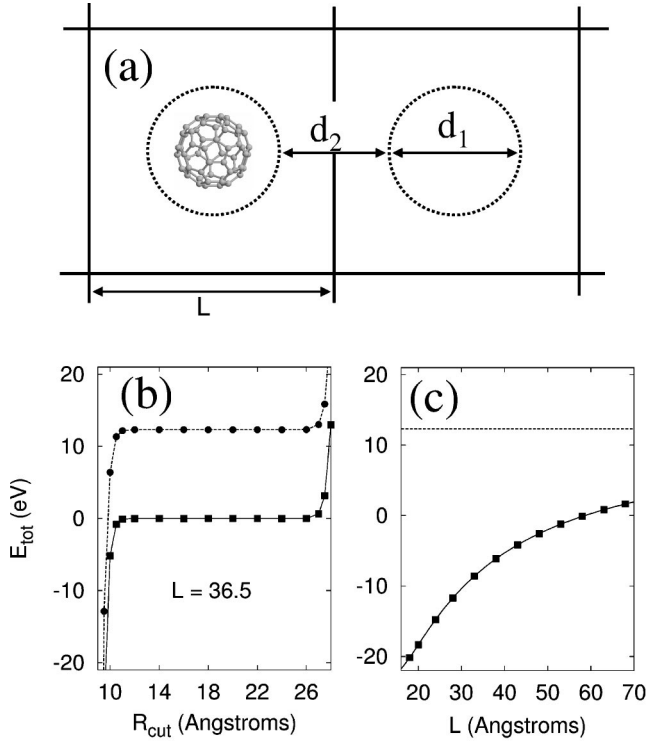 (a)
d₂
d₁
L
(b)
E_tot (eV)
20
10
0
-10
-20
L = 36.5
10 14 18 22 26
R_cut (Angstroms)
(c)
20
10
0
-10
-20
20 30 40 50 60 70
L (Angstroms)